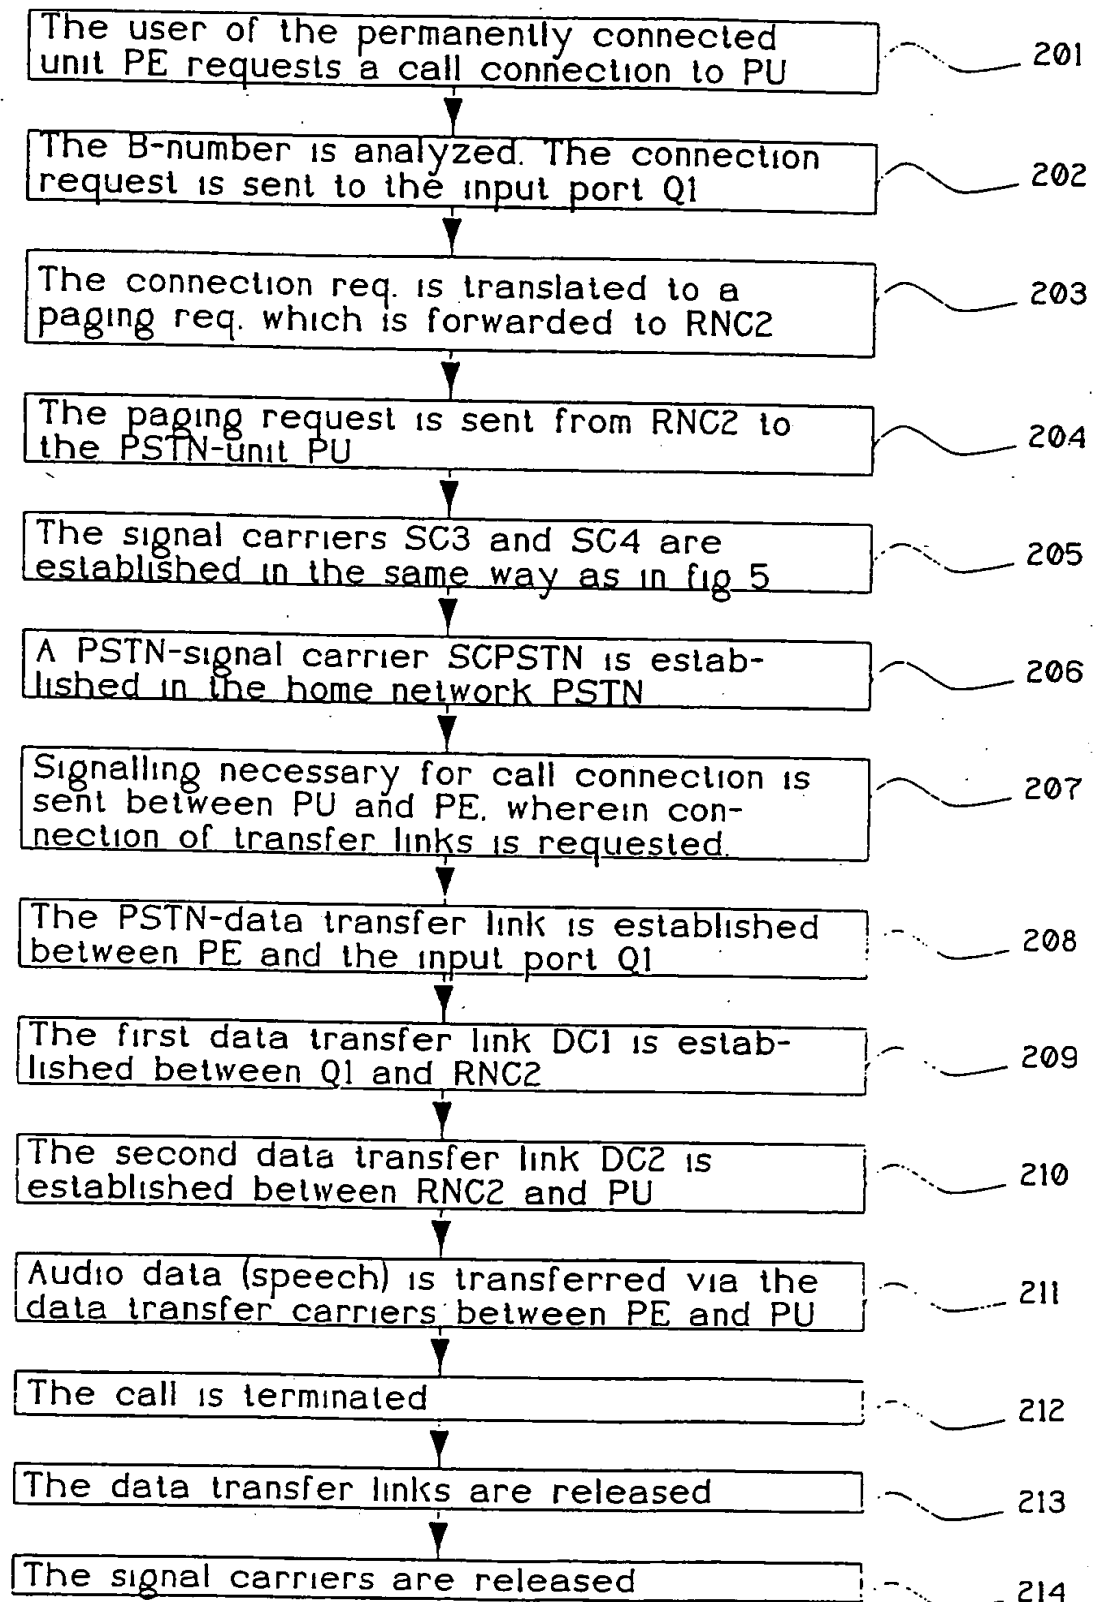 The user of the permanently connected
unit PE requests a call connection to PU
201
The B-number is analyzed. The connection
request is sent to the input port Q1
202
The connection req. is translated to a
paging req. which is forwarded to RNC2
203
The paging request is sent from RNC2 to
the PSTN-unit PU
204
The signal carriers SC3 and SC4 are
established in the same way as in fig 5
205
A PSTN-signal carrier SCPSTN is estab-
lished in the home network PSTN
206
Signalling necessary for call connection is
sent between PU and PE, wherein con-
nection of transfer links is requested.
207
The PSTN-data transfer link is established
between PE and the input port Q1
208
The first data transfer link DC1 is estab-
lished between Q1 and RNC2
209
The second data transfer link DC2 is
established between RNC2 and PU
210
Audio data (speech) is transferred via the
data transfer carriers between PE and PU
211
The call is terminated
212
The data transfer links are released
213
The signal carriers are released
214